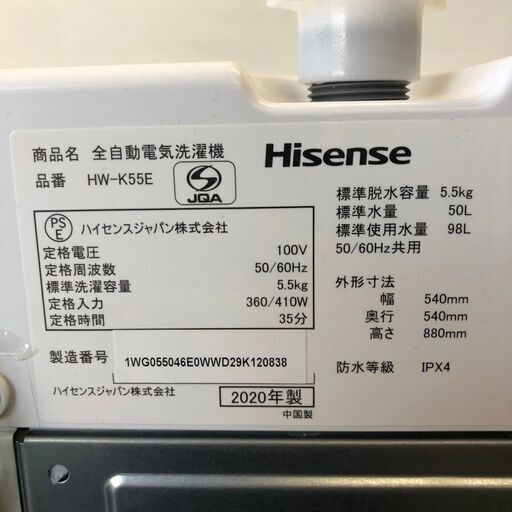 商品名 全自動電気洗濯機
品番 HW-K55E
JQA
Hisense
PS
E
ハイセンスジャパン株式会社
定格電圧 100V
定格周波数 50/60Hz
標準洗濯容量 5.5kg
定格入力 360/410W
定格時間 35分
標準脱水容量 5.5kg
標準水量 50L
標準使用水量 98L
50/60Hz共用
外形寸法
幅 540mm
奥行 540mm
高さ 880mm
防水等級 IPX4
製造番号 1WG055046E0WWD29K120838
ハイセンスジャパン株式会社
2020年製
中国製